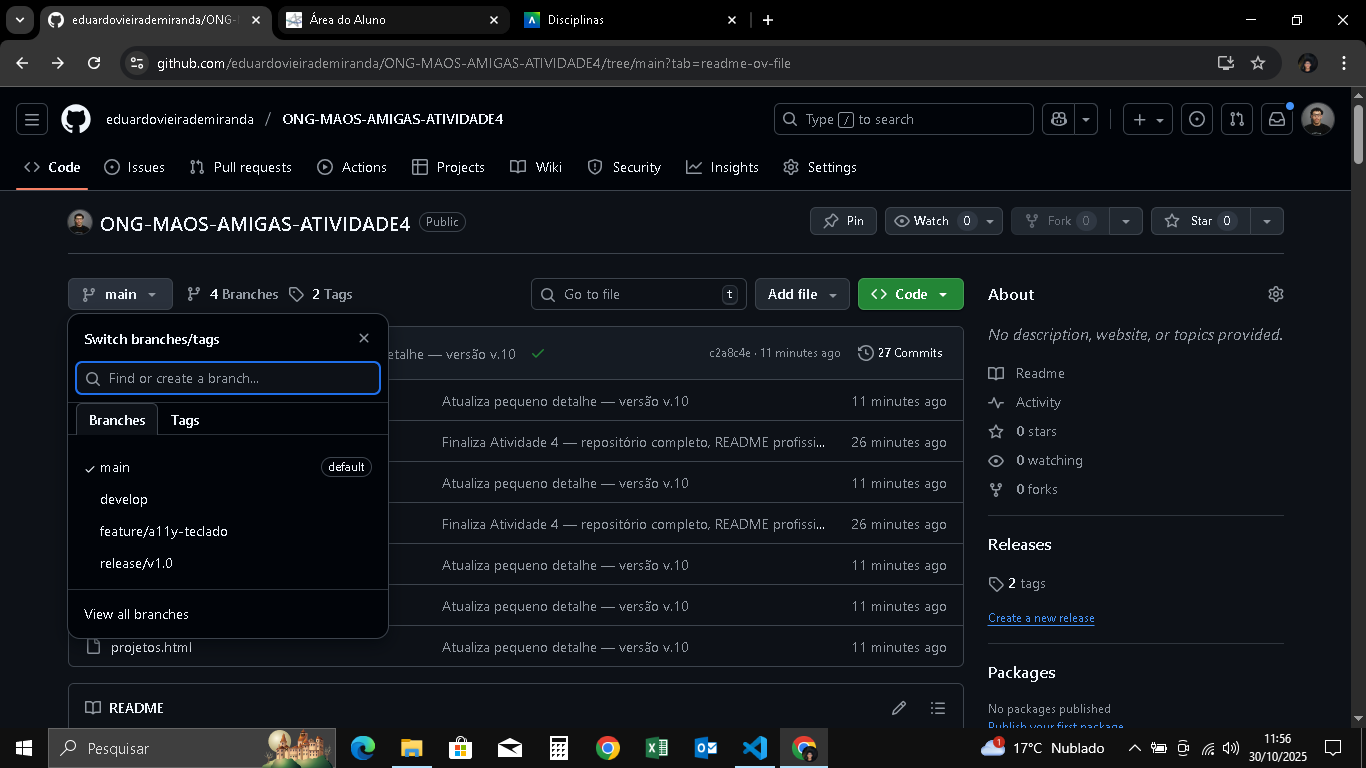 eduardovieirademiranda/ONG-
Área do Aluno
Disciplinas
github.com/eduardovieirademiranda/ONG-MAOS-AMIGAS-ATIVIDADE4/tree/main?tab=readme-ov-file
eduardovieirademiranda / ONG-MAOS-AMIGAS-ATIVIDADE4
Type / to search
Code Issues Pull requests Actions Projects Wiki Security Insights Settings
ONG-MAOS-AMIGAS-ATIVIDADE4 Public
Pin Watch 0 Fork 0 Star 0
main 4 Branches 2 Tags Go to file t Add file Code
About
Switch branches/tags
No description, website, or topics provided.
etalhe — versão v.10 c2a8c4e · 11 minutes ago 27 Commits
Find or create a branch...
Readme
Atualiza pequeno detalhe — versão v.10 11 minutes ago
Activity
Branches Tags
0 stars
Finaliza Atividade 4 — repositório completo, README profissi... 26 minutes ago
0 watching
main default
Atualiza pequeno detalhe — versão v.10 11 minutes ago
0 forks
develop
Finaliza Atividade 4 — repositório completo, README profissi... 26 minutes ago
feature/a11y-teclado
Releases
release/v1.0
Atualiza pequeno detalhe — versão v.10 11 minutes ago
2 tags
View all branches
Atualiza pequeno detalhe — versão v.10 11 minutes ago
Create a new release
projetos.html Atualiza pequeno detalhe — versão v.10 11 minutes ago
Packages
README
No packages published
Publish your first package
Pesquisar
1
17°C Nublado
11:56
30/10/2025